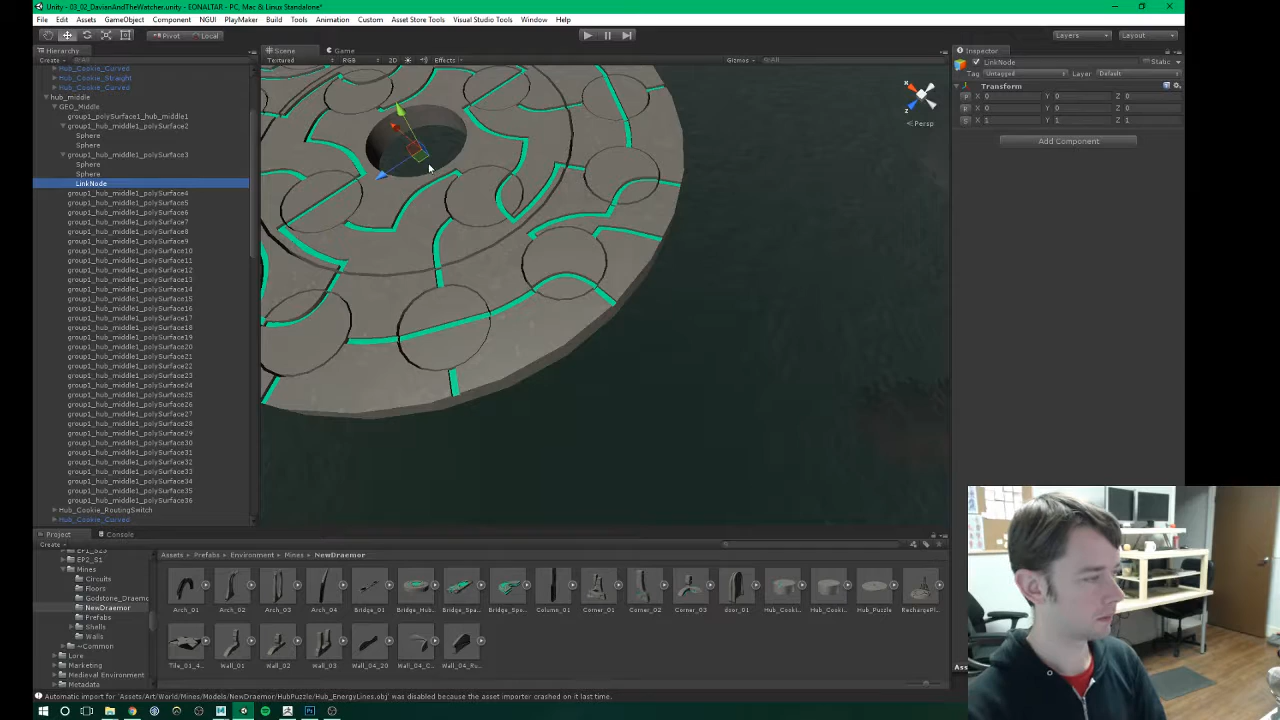 Unity - 03_02_DavianAndTheWatcher.unity - EONALTAR - PC, Mac & Linux Standalone*
File Edit Assets GameObject Component NGUI PlayMaker Build Tools Animation Custom Asset Store Tools Visual Studio Tools Window Help
Pivot Local Layers Layout
Hierarchy Scene Game Inspector
Create All Textured RGB 2D Effects Gizmos All LinkNode Static
Tag Untagged Layer Default
Transform
P X 0 Y 0 Z 0
R X 0 Y 0 Z 0
S X 1 Y 1 Z 1
Add Component
Persp
Hub_Cookie_Curved
Hub_Cookie_Straight
Hub_Cookie_Curved
hub_middle
GEO_Middle
group1_polySurface1_hub_middle1
group1_hub_middle1_polySurface2
Sphere
Sphere
group1_hub_middle1_polySurface3
Sphere
Sphere
LinkNode
group1_hub_middle1_polySurface4
group1_hub_middle1_polySurface5
group1_hub_middle1_polySurface6
group1_hub_middle1_polySurface7
group1_hub_middle1_polySurface8
group1_hub_middle1_polySurface9
group1_hub_middle1_polySurface10
group1_hub_middle1_polySurface11
group1_hub_middle1_polySurface12
group1_hub_middle1_polySurface13
group1_hub_middle1_polySurface14
group1_hub_middle1_polySurface15
group1_hub_middle1_polySurface16
group1_hub_middle1_polySurface17
group1_hub_middle1_polySurface18
group1_hub_middle1_polySurface19
group1_hub_middle1_polySurface20
group1_hub_middle1_polySurface21
group1_hub_middle1_polySurface22
group1_hub_middle1_polySurface23
group1_hub_middle1_polySurface24
group1_hub_middle1_polySurface25
group1_hub_middle1_polySurface26
group1_hub_middle1_polySurface27
group1_hub_middle1_polySurface28
group1_hub_middle1_polySurface29
group1_hub_middle1_polySurface30
group1_hub_middle1_polySurface31
group1_hub_middle1_polySurface32
group1_hub_middle1_polySurface33
group1_hub_middle1_polySurface34
group1_hub_middle1_polySurface35
group1_hub_middle1_polySurface36
Hub_Cookie_RoutingSwitch
Hub_Cookie_Curved
Project Console
Create
EP2_S1
Mines
Circuits
Floors
Godstone_Draemo
NewDraemor
Prefabs
Shells
Walls
~Common
Lore
Marketing
Medieval Environment
Metadata
Assets Prefabs Environment Mines NewDraemor
Arch_01 Arch_02 Arch_03 Arch_04 Bridge_01 Bridge_Hub... Bridge_Spa... Bridge_Spe... Column_01 Corner_01 Corner_02 Corner_03 door_01 Hub_Cooki... Hub_Cooki... Hub_Puzzle RechargePl...
Tile_01_4... Wall_01 Wall_02 Wall_03 Wall_04_20 Wall_04_C... Wall_04_Ru...
Automatic import for 'Assets/Art/World/Mines/Models/NewDraemor/HubPuzzle/Hub_EnergyLines.obj' was disabled because the asset importer crashed on it last time.